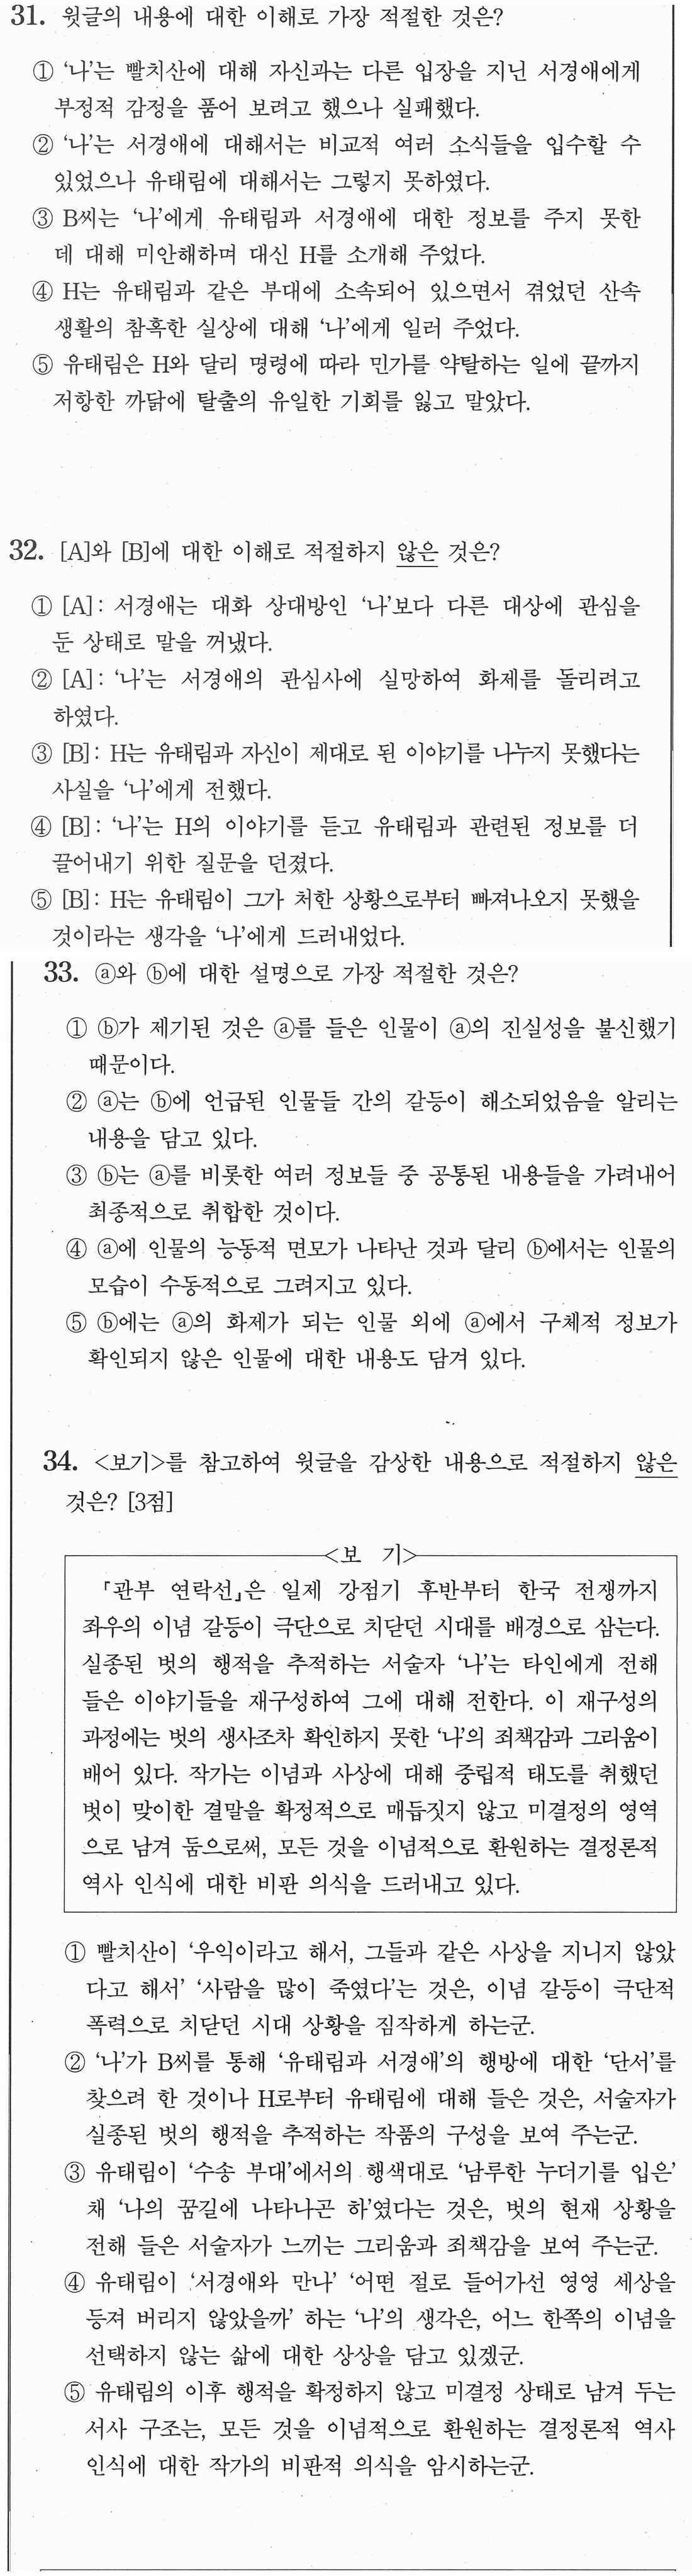 31. 윗글의 내용에 대한 이해로 가장 적절한 것은?
① ‘나’는 빨치산에 대해 자신과는 다른 입장을 지닌 서경애에게
부정적 감정을 품어 보려고 했으나 실패했다.
② ‘나’는 서경애에 대해서는 비교적 여러 소식들을 입수할 수
있었으나 유태림에 대해서는 그렇지 못하였다.
③ B씨는 ‘나’에게 유태림과 서경애에 대한 정보를 주지 못한
데 대해 미안해하며 대신 H를 소개해 주었다.
④ H는 유태림과 같은 부대에 소속되어 있으면서 겪었던 산속
생활의 참혹한 실상에 대해 ‘나’에게 일러 주었다.
⑤ 유태림은 H와 달리 명령에 따라 민가를 약탈하는 일에 끝까지
저항한 까닭에 탈출의 유일한 기회를 잃고 말았다.
32. [A]와 [B]에 대한 이해로 적절하지 않은 것은?
① [A]: 서경애는 대화 상대방인 ‘나’보다 다른 대상에 관심을
둔 상태로 말을 꺼냈다.
② [A]: ‘나’는 서경애의 관심사에 실망하여 화제를 돌리려고
하였다.
③ [B]: H는 유태림과 자신이 제대로 된 이야기를 나누지 못했다는
사실을 ‘나’에게 전했다.
④ [B]: ‘나’는 H의 이야기를 듣고 유태림과 관련된 정보를 더
끌어내기 위한 질문을 던졌다.
⑤ [B]: H는 유태림이 그가 처한 상황으로부터 빠져나오지 못했을
것이라는 생각을 ‘나’에게 드러내었다.
33. ⓐ와 ⓑ에 대한 설명으로 가장 적절한 것은?
① ⓑ가 제기된 것은 ⓐ를 들은 인물이 ⓐ의 진실성을 불신했기
때문이다.
② ⓐ는 ⓑ에 언급된 인물들 간의 갈등이 해소되었음을 알리는
내용을 담고 있다.
③ ⓑ는 ⓐ를 비롯한 여러 정보들 중 공통된 내용들을 가려내어
최종적으로 취합한 것이다.
④ ⓐ에 인물의 능동적 면모가 나타난 것과 달리 ⓑ에서는 인물의
모습이 수동적으로 그려지고 있다.
⑤ ⓑ에는 ⓐ의 화제가 되는 인물 외에 ⓐ에서 구체적 정보가
확인되지 않은 인물에 대한 내용도 담겨 있다.
34. <보기>를 참고하여 윗글을 감상한 내용으로 적절하지 않은
것은? [3점]
<보 기>
「관부 연락선」은 일제 강점기 후반부터 한국 전쟁까지
좌우의 이념 갈등이 극단으로 치닫던 시대를 배경으로 삼는다.
실종된 벗의 행적을 추적하는 서술자 ‘나’는 타인에게 전해
들은 이야기들을 재구성하여 그에 대해 전한다. 이 재구성의
과정에는 벗의 생사조차 확인하지 못한 ‘나’의 죄책감과 그리움이
배어 있다. 작가는 이념과 사상에 대해 중립적 태도를 취했던
벗이 맞이한 결말을 확정적으로 매듭짓지 않고 미결정의 영역
으로 남겨 둠으로써, 모든 것을 이념적으로 환원하는 결정론적
역사 인식에 대한 비판 의식을 드러내고 있다.
① 빨치산이 ‘우익이라고 해서, 그들과 같은 사상을 지니지 않았
다고 해서’ ‘사람을 많이 죽였다’는 것은, 이념 갈등이 극단적
폭력으로 치닫던 시대 상황을 짐작하게 하는군.
② ‘나’가 B씨를 통해 ‘유태림과 서경애’의 행방에 대한 ‘단서’를
찾으려 한 것이나 H로부터 유태림에 대해 들은 것은, 서술자가
실종된 벗의 행적을 추적하는 작품의 구성을 보여 주는군.
③ 유태림이 ‘수송 부대’에서의 행색대로 ‘남루한 누더기를 입은’
채 ‘나의 꿈길에 나타나곤 하’였다는 것은, 벗의 현재 상황을
전해 들은 서술자가 느끼는 그리움과 죄책감을 보여 주는군.
④ 유태림이 ‘서경애와 만나’ ‘어떤 절로 들어가선 영영 세상을
등져 버리지 않았을까’ 하는 ‘나’의 생각은, 어느 한쪽의 이념을
선택하지 않는 삶에 대한 상상을 담고 있겠군.
⑤ 유태림의 이후 행적을 확정하지 않고 미결정 상태로 남겨 두는
서사 구조는, 모든 것을 이념적으로 환원하는 결정론적 역사
인식에 대한 작가의 비판적 의식을 암시하는군.